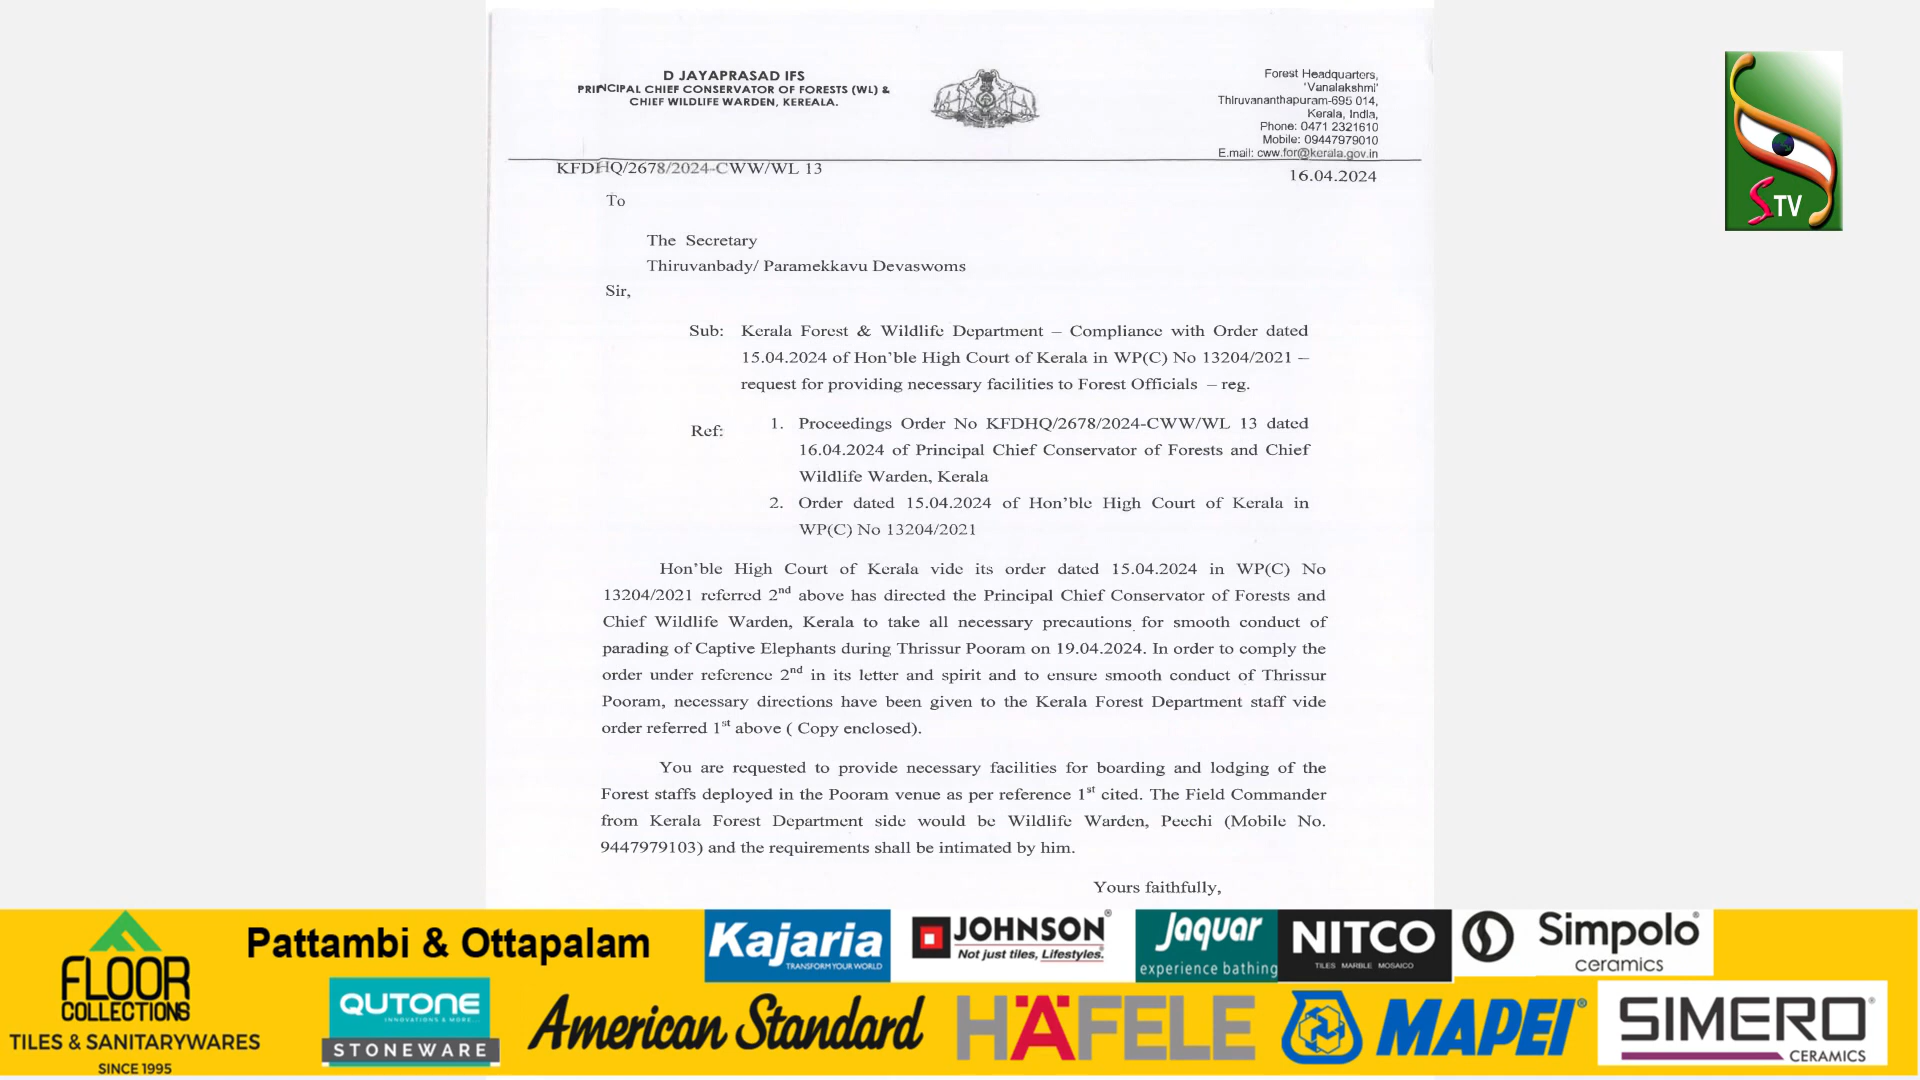 D JAYAPRASAD IFS
PRINCIPAL CHIEF CONSERVATOR OF FORESTS (WL) &
CHIEF WILDLIFE WARDEN, KEREALA.
Forest Headquarters,
'Vanalakshmi'
Thiruvananthapuram-695 014,
Kerala, India,
Phone: 0471 2321610
Mobile: 09447979010
E.mail: cww.for@kerala.gov.in
KFDHQ/2678/2024-CWW/WL 13
16.04.2024
To
The Secretary
Thiruvanbady/ Paramekkavu Devaswoms
Sir,
Sub: Kerala Forest & Wildlife Department – Compliance with Order dated
15.04.2024 of Hon'ble High Court of Kerala in WP(C) No 13204/2021 –
request for providing necessary facilities to Forest Officials – reg.
Ref: 1. Proceedings Order No KFDHQ/2678/2024-CWW/WL 13 dated
16.04.2024 of Principal Chief Conservator of Forests and Chief
Wildlife Warden, Kerala
2. Order dated 15.04.2024 of Hon'ble High Court of Kerala in
WP(C) No 13204/2021
Hon'ble High Court of Kerala vide its order dated 15.04.2024 in WP(C) No
13204/2021 referred 2nd above has directed the Principal Chief Conservator of Forests and
Chief Wildlife Warden, Kerala to take all necessary precautions for smooth conduct of
parading of Captive Elephants during Thrissur Pooram on 19.04.2024. In order to comply the
order under reference 2nd in its letter and spirit and to ensure smooth conduct of Thrissur
Pooram, necessary directions have been given to the Kerala Forest Department staff vide
order referred 1st above ( Copy enclosed).
You are requested to provide necessary facilities for boarding and lodging of the
Forest staffs deployed in the Pooram venue as per reference 1st cited. The Field Commander
from Kerala Forest Department side would be Wildlife Warden, Peechi (Mobile No.
9447979103) and the requirements shall be intimated by him.
Yours faithfully,
STV
FLOOR
COLLECTIONS
TILES & SANITARYWARES
SINCE 1995
Pattambi & Ottapalam
Kajaria
TRANSFORM YOUR WORLD
JOHNSON®
Not just tiles, Lifestyles.
Jaquar
experience bathing
NITCO
TILES MARBLE MOSAICO
Simpolo®
ceramics
QUTONE
INNOVATIONS & MORE...
STONEWARE
American Standard
HÄFELE
MAPEI®
SIMERO®
CERAMICS